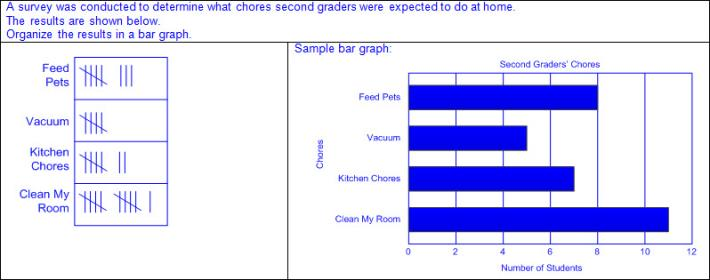 A survey was conducted to determine what chores second graders were expected to do at home.
The results are shown below.
Organize the results in a bar graph.
Feed
Pets
Vacuum
Kitchen
Chores
Clean My
Room
Sample bar graph:
Second Graders' Chores
Chores
Feed Pets
Vacuum
Kitchen Chores
Clean My Room
0 2 4 6 8 10 12
Number of Students